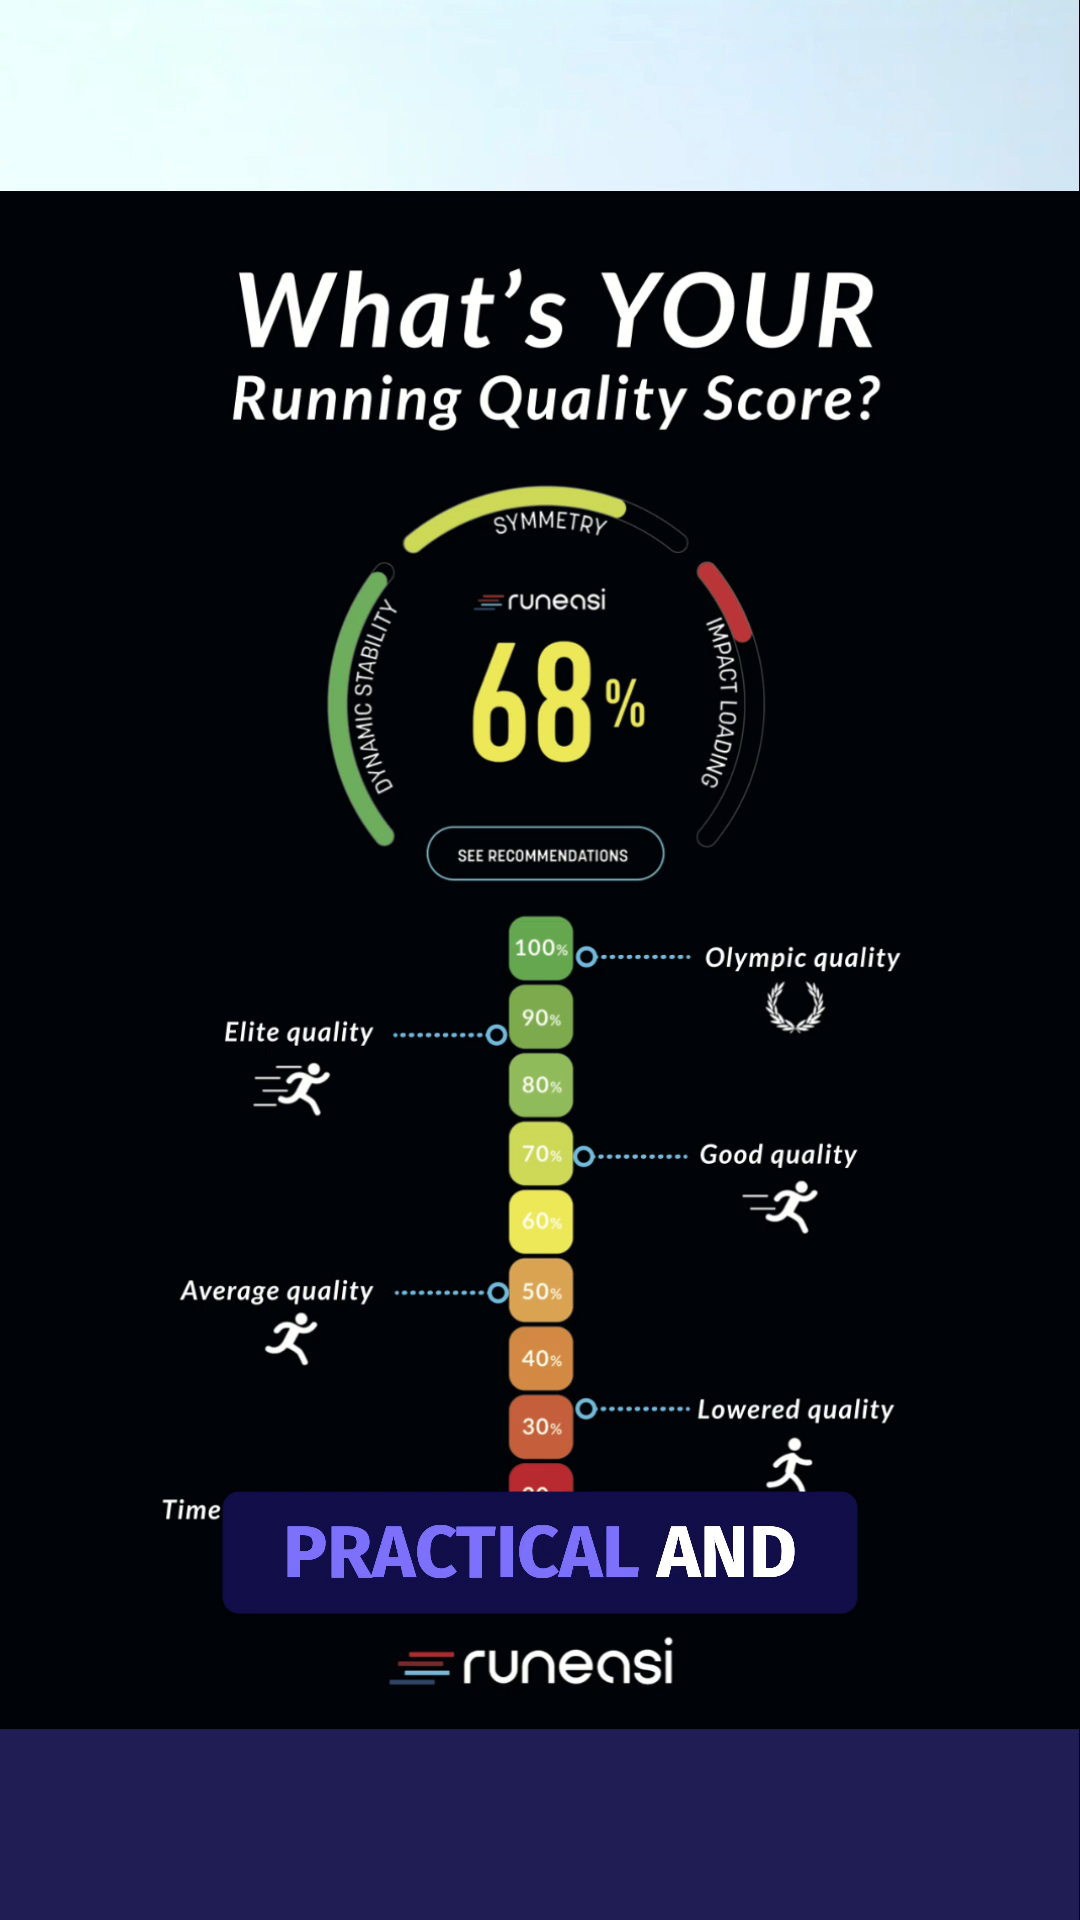 What's YOUR
Running Quality Score?
SYMMETRY
DYNAMIC STABILITY
IMPACT LOADING
runeasi
68%
SEE RECOMMENDATIONS
100%
Olympic quality
90%
Elite quality
80%
70%
Good quality
60%
50%
Average quality
40%
30%
Lowered quality
Time
PRACTICAL AND
runeasi